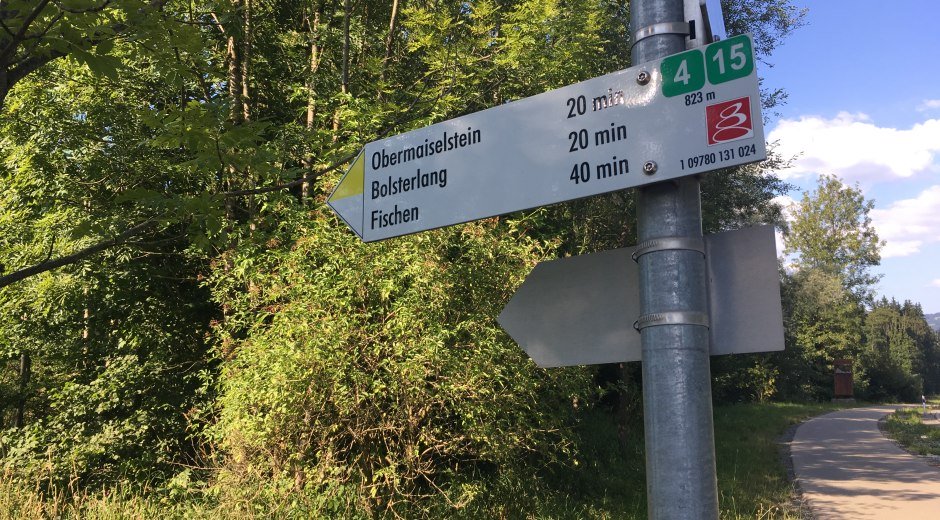 4 15
Obermaiselstein 20 min 823 m
Bolsterlang 20 min
Fischen 40 min 1 09780 131 024